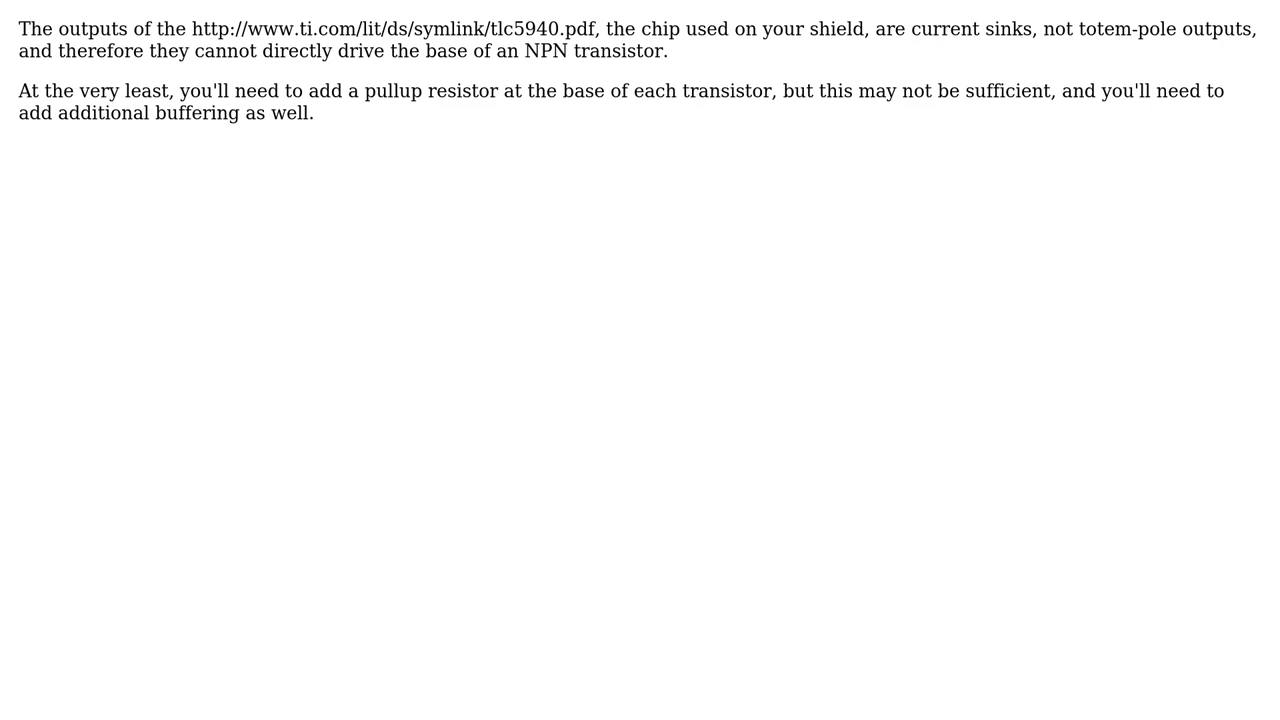 The outputs of the http://www.ti.com/lit/ds/symlink/tlc5940.pdf, the chip used on your shield, are current sinks, not totem-pole outputs,
and therefore they cannot directly drive the base of an NPN transistor.
At the very least, you'll need to add a pullup resistor at the base of each transistor, but this may not be sufficient, and you'll need to
add additional buffering as well.